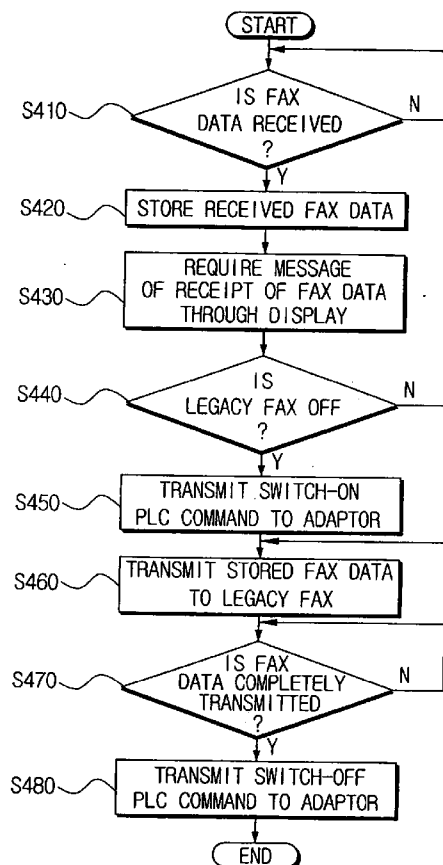 START
S410
IS FAX
DATA RECEIVED
?
N
Y
S420
STORE RECEIVED FAX DATA
S430
REQUIRE MESSAGE
OF RECEIPT OF FAX DATA
THROUGH DISPLAY
S440
IS
LEGACY FAX OFF
?
N
Y
S450
TRANSMIT SWITCH-ON
PLC COMMAND TO ADAPTOR
S460
TRANSMIT STORED FAX DATA
TO LEGACY FAX
S470
IS FAX
DATA COMPLETELY
TRANSMITTED
?
N
Y
S480
TRANSMIT SWITCH-OFF
PLC COMMAND TO ADAPTOR
END